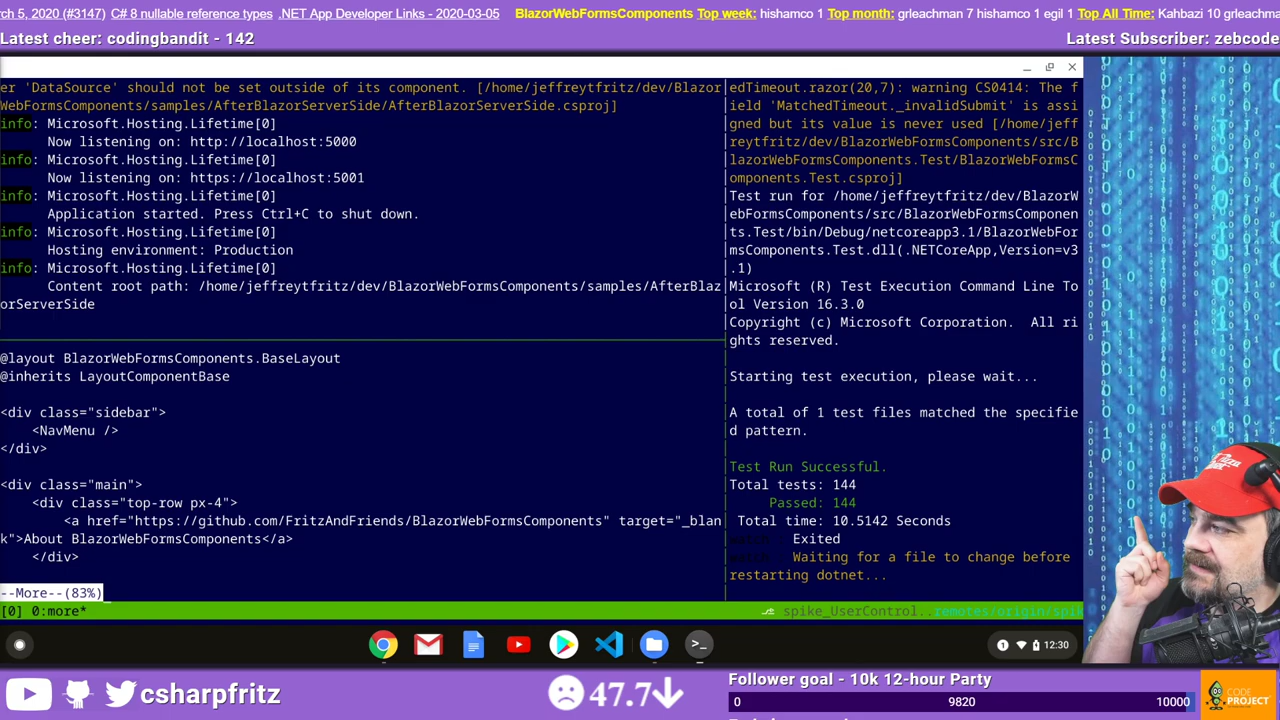 rch 5, 2020 (#3147) C# 8 nullable reference types .NET App Developer Links - 2020-03-05 BlazorWebFormsComponents Top week: hishamco 1 Top month: grleachman 7 hishamco 1 egil 1 Top All Time: Kahbazi 10 grleachma
Latest cheer: codingbandit - 142
Latest Subscriber: zebcode
er 'DataSource' should not be set outside of its component. [/home/jeffreytfritz/dev/Blazor
WebFormsComponents/samples/AfterBlazorServerSide/AfterBlazorServerSide.csproj]
info: Microsoft.Hosting.Lifetime[0]
Now listening on: http://localhost:5000
info: Microsoft.Hosting.Lifetime[0]
Now listening on: https://localhost:5001
info: Microsoft.Hosting.Lifetime[0]
Application started. Press Ctrl+C to shut down.
info: Microsoft.Hosting.Lifetime[0]
Hosting environment: Production
info: Microsoft.Hosting.Lifetime[0]
Content root path: /home/jeffreytfritz/dev/BlazorWebFormsComponents/samples/AfterBlaz
orServerSide
@layout BlazorWebFormsComponents.BaseLayout
@inherits LayoutComponentBase
<div class="sidebar">
<NavMenu />
</div>
<div class="main">
<div class="top-row px-4">
<a href="https://github.com/FritzAndFriends/BlazorWebFormsComponents" target="_blan
k">About BlazorWebFormsComponents</a>
</div>
--More--(83%)
edTimeout.razor(20,7): warning CS0414: The f
ield 'MatchedTimeout._invalidSubmit' is assi
gned but its value is never used [/home/jeff
reytfritz/dev/BlazorWebFormsComponents/src/B
lazorWebFormsComponents.Test/BlazorWebFormsC
omponents.Test.csproj]
Test run for /home/jeffreytfritz/dev/BlazorW
ebFormsComponents/src/BlazorWebFormsComponen
ts.Test/bin/Debug/netcoreapp3.1/BlazorWebFor
msComponents.Test.dll(.NETCoreApp,Version=v3
.1)
Microsoft (R) Test Execution Command Line To
ol Version 16.3.0
Copyright (c) Microsoft Corporation.  All ri
ghts reserved.
Starting test execution, please wait...
A total of 1 test files matched the specifie
d pattern.
Test Run Successful.
Total tests: 144
Passed: 144
Total time: 10.5142 Seconds
watch : Exited
watch : Waiting for a file to change before
restarting dotnet...
[0] 0:more*
spike_UserControl..remotes/origin/spik
1 12:30
csharpfritz
47.7
Follower goal - 10k 12-hour Party
0 9820 10000
CODE
PROJECT